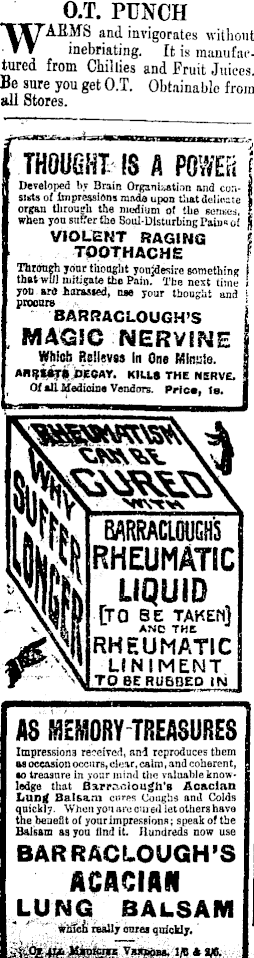 O.T. PUNCH
WARMS and invigorates without
inebriating. It is manufac-
tured from Chillies and Fruit Juices.
Be sure you get O.T. Obtainable from
all Stores.
THOUGHT IS A POWER
Developed by Brain Organisation and con-
sists of impressions made upon that delicate
organ through the medium of the senses,
when you suffer the Soul-Disturbing Pains of
VIOLENT RAGING
TOOTHACHE
Through your thought you desire something
that will mitigate the Pain. The next time
you are harassed, use your thought and
procure
BARRACLOUGH'S
MAGIC NERVINE
Which Relieves in One Minute.
ARRESTS DECAY. KILLS THE NERVE.
Of all Medicine Vendors. Price, 1s.
RHEUMATISM
CAN BE
CURED
WITH
WHY
SUFFER
LONGER
BARRACLOUGH'S
RHEUMATIC
LIQUID
[TO BE TAKEN]
AND THE
RHEUMATIC
LINIMENT
TO BE RUBBED IN
AS MEMORY-TREASURES
Impressions received, and reproduces them
as occasion occurs, clear, calm, and coherent,
so treasure in your mind the valuable know-
ledge that Barraclough's Acacian
Lung Balsam cures Coughs and Colds
quickly. When you are cured let others have
the benefit of your impressions; speak of the
Balsam as you find it. Hundreds now use
BARRACLOUGH'S
ACACIAN
LUNG BALSAM
which really cures quickly.
OF ALL MEDICINE VENDORS, 1/6 & 2/6.